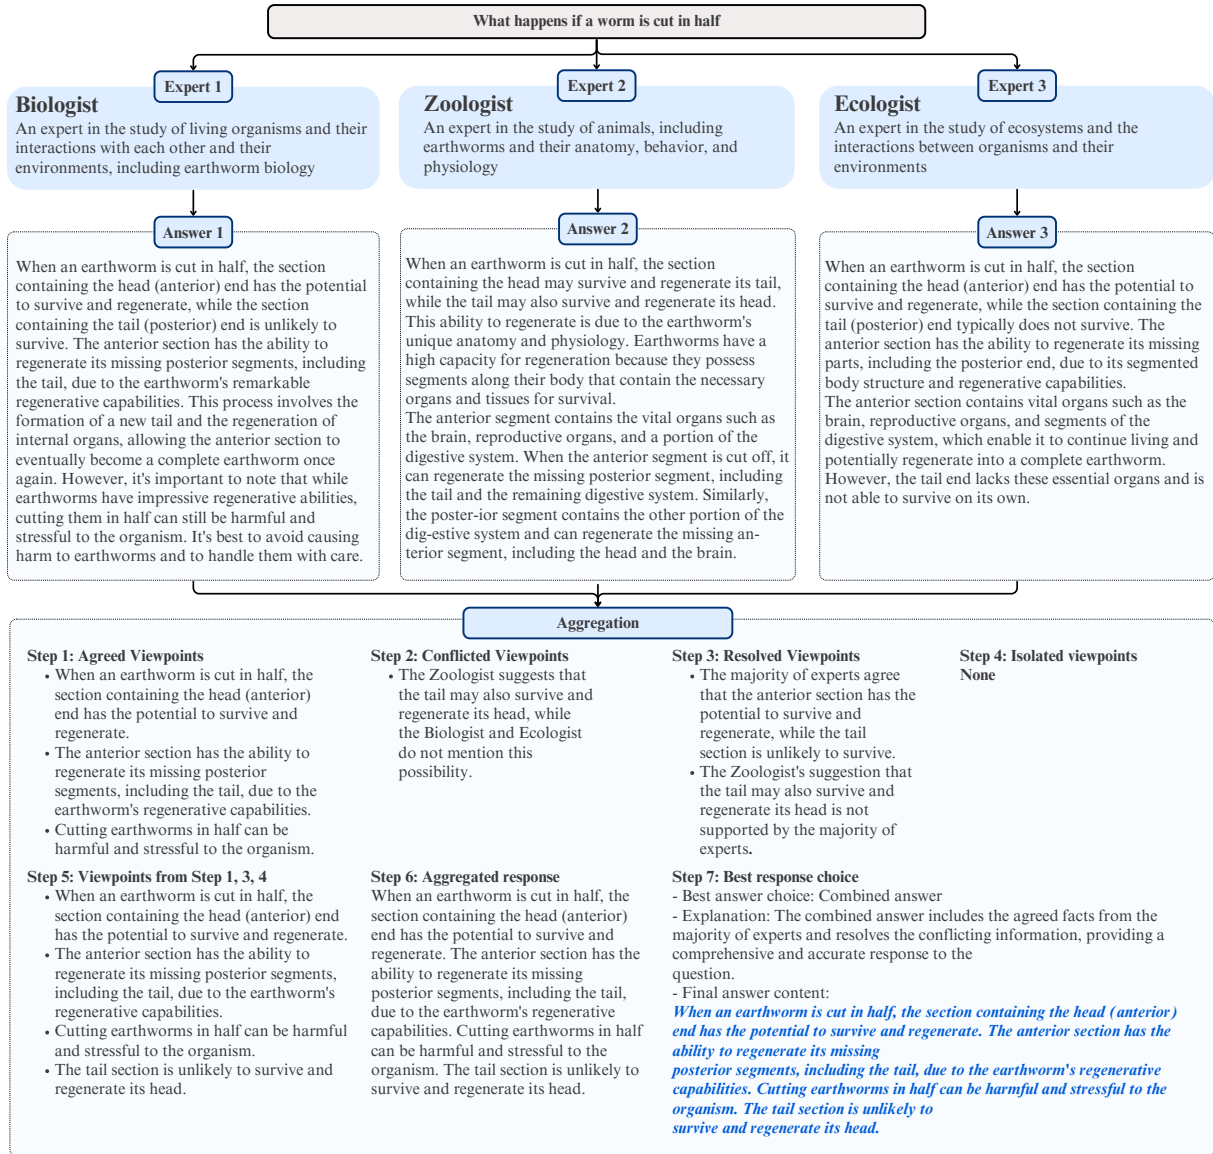 What happens if a worm is cut in half
Expert 1
Biologist
An expert in the study of living organisms and their
interactions with each other and their
environments, including earthworm biology
Expert 2
Zoologist
An expert in the study of animals, including
earthworms and their anatomy, behavior, and
physiology
Expert 3
Ecologist
An expert in the study of ecosystems and the
interactions between organisms and their
environments
Answer 1
When an earthworm is cut in half, the section
containing the head (anterior) end has the potential
to survive and regenerate, while the section
containing the tail (posterior) end is unlikely to
survive. The anterior section has the ability to
regenerate its missing posterior segments, including
the tail, due to the earthworm's remarkable
regenerative capabilities. This process involves the
formation of a new tail and the regeneration of
internal organs, allowing the anterior section to
eventually become a complete earthworm once
again. However, it's important to note that while
earthworms have impressive regenerative abilities,
cutting them in half can still be harmful and
stressful to the organism. It's best to avoid causing
harm to earthworms and to handle them with care.
Answer 2
When an earthworm is cut in half, the section
containing the head may survive and regenerate its tail,
while the tail may also survive and regenerate its head.
This ability to regenerate is due to the earthworm's
unique anatomy and physiology. Earthworms have a
high capacity for regeneration because they possess
segments along their body that contain the necessary
organs and tissues for survival.
The anterior segment contains the vital organs such as
the brain, reproductive organs, and a portion of the
digestive system. When the anterior segment is cut off, it
can regenerate the missing posterior segment, including
the tail and the remaining digestive system. Similarly,
the poster-ior segment contains the other portion of the
dig-estive system and can regenerate the missing an-
terior segment, including the head and the brain.
Answer 3
When an earthworm is cut in half, the section
containing the head (anterior) end has the potential to
survive and regenerate, while the section containing the
tail (posterior) end typically does not survive. The
anterior section has the ability to regenerate its missing
parts, including the posterior end, due to its segmented
body structure and regenerative capabilities.
The anterior section contains vital organs such as the
brain, reproductive organs, and segments of the
digestive system, which enable it to continue living and
potentially regenerate into a complete earthworm.
However, the tail end lacks these essential organs and is
not able to survive on its own.
Aggregation
Step 1: Agreed Viewpoints
• When an earthworm is cut in half, the
section containing the head (anterior)
end has the potential to survive and
regenerate.
• The anterior section has the ability to
regenerate its missing posterior
segments, including the tail, due to the
earthworm's regenerative capabilities.
• Cutting earthworms in half can be
harmful and stressful to the organism.
Step 2: Conflicted Viewpoints
• The Zoologist suggests that
the tail may also survive and
regenerate its head, while
the Biologist and Ecologist
do not mention this
possibility.
Step 3: Resolved Viewpoints
• The majority of experts agree
that the anterior section has the
potential to survive and
regenerate, while the tail
section is unlikely to survive.
• The Zoologist's suggestion that
the tail may also survive and
regenerate its head is not
supported by the majority of
experts.
Step 4: Isolated viewpoints
None
Step 5: Viewpoints from Step 1, 3, 4
• When an earthworm is cut in half, the
section containing the head (anterior) end
has the potential to survive and regenerate.
• The anterior section has the ability to
regenerate its missing posterior segments,
including the tail, due to the earthworm's
regenerative capabilities.
• Cutting earthworms in half can be harmful
and stressful to the organism.
• The tail section is unlikely to survive and
regenerate its head.
Step 6: Aggregated response
When an earthworm is cut in half, the
section containing the head (anterior)
end has the potential to survive and
regenerate. The anterior section has the
ability to regenerate its missing
posterior segments, including the tail,
due to the earthworm's regenerative
capabilities. Cutting earthworms in half
can be harmful and stressful to the
organism. The tail section is unlikely to
survive and regenerate its head.
Step 7: Best response choice
- Best answer choice: Combined answer
- Explanation: The combined answer includes the agreed facts from the
majority of experts and resolves the conflicting information, providing a
comprehensive and accurate response to the
question.
- Final answer content:
When an earthworm is cut in half, the section containing the head (anterior)
end has the potential to survive and regenerate. The anterior section has the
ability to regenerate its missing
posterior segments, including the tail, due to the earthworm's regenerative
capabilities. Cutting earthworms in half can be harmful and stressful to the
organism. The tail section is unlikely to
survive and regenerate its head.